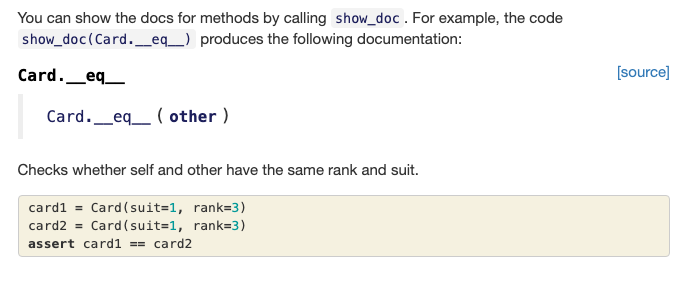 You can show the docs for methods by calling show_doc. For example, the code
show_doc(Card.__eq__) produces the following documentation:
Card.__eq__ [source]
Card.__eq__ ( other )
Checks whether self and other have the same rank and suit.
card1 = Card(suit=1, rank=3)
card2 = Card(suit=1, rank=3)
assert card1 == card2